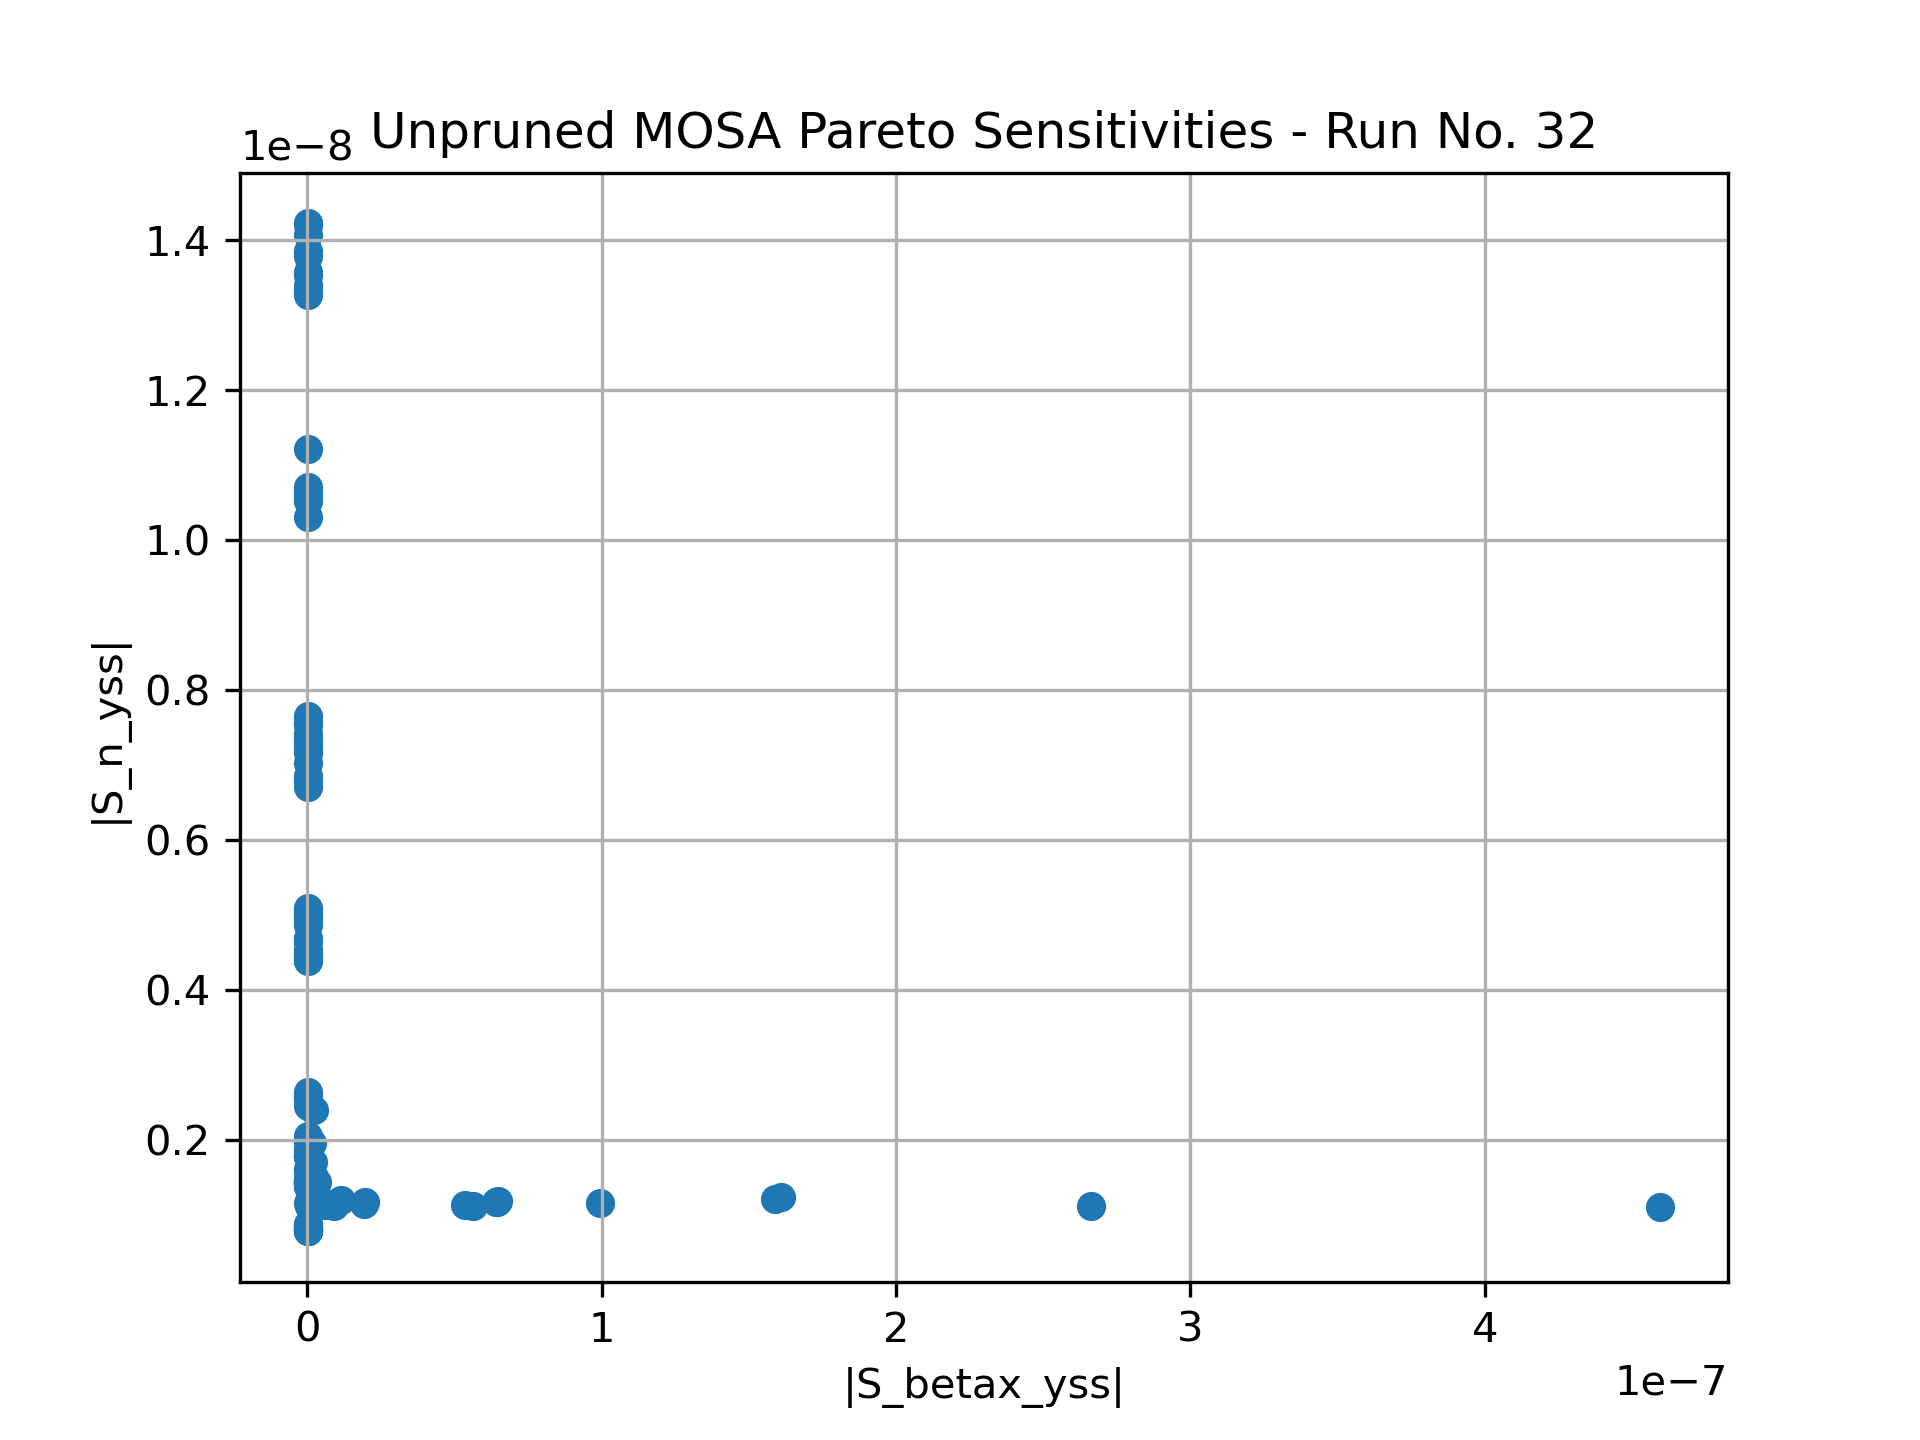 Unpruned MOSA Pareto Sensitivities - Run No. 32
1e−8
1.4
1.2
1.0
0.8
0.6
0.4
0.2
|S_n_yss|
0 1 2 3 4
1e−7
|S_betax_yss|